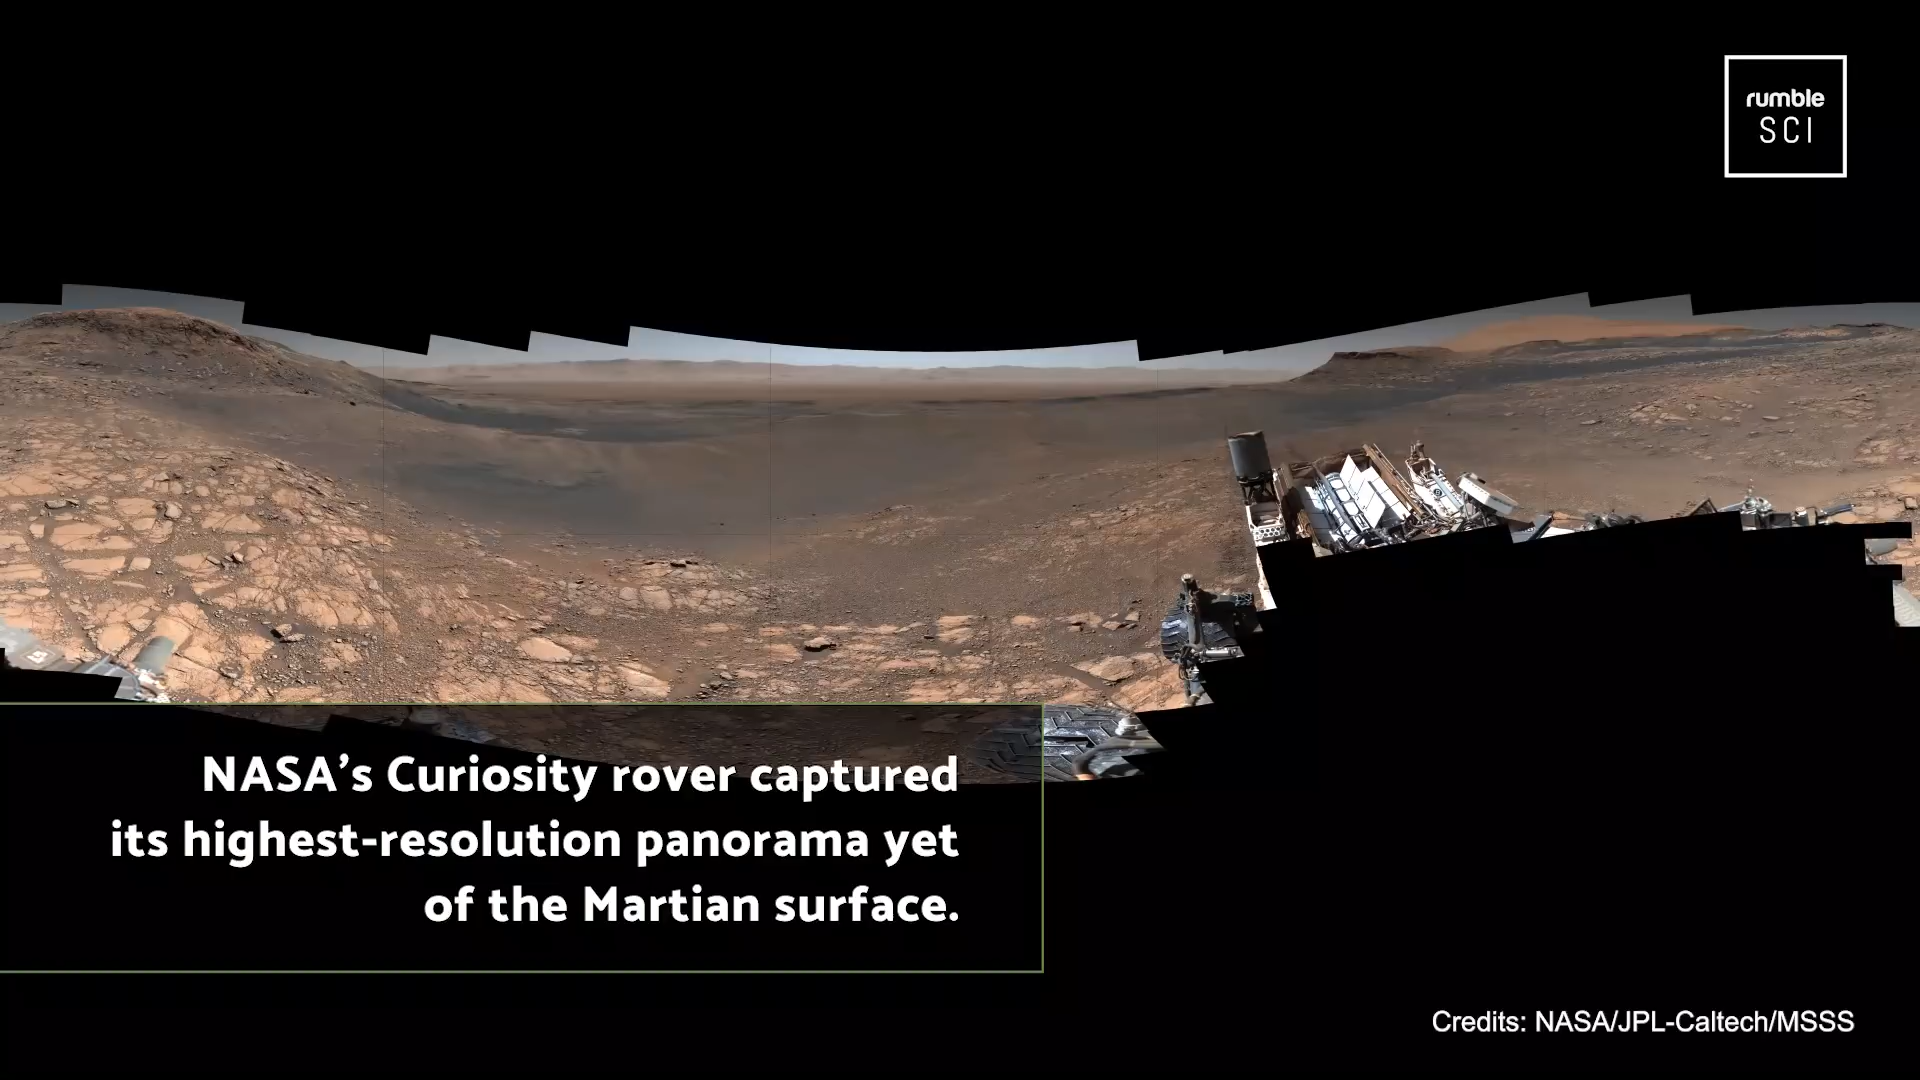 rumble
SCI
NASA’s Curiosity rover captured
its highest-resolution panorama yet
of the Martian surface.
Credits: NASA/JPL-Caltech/MSSS